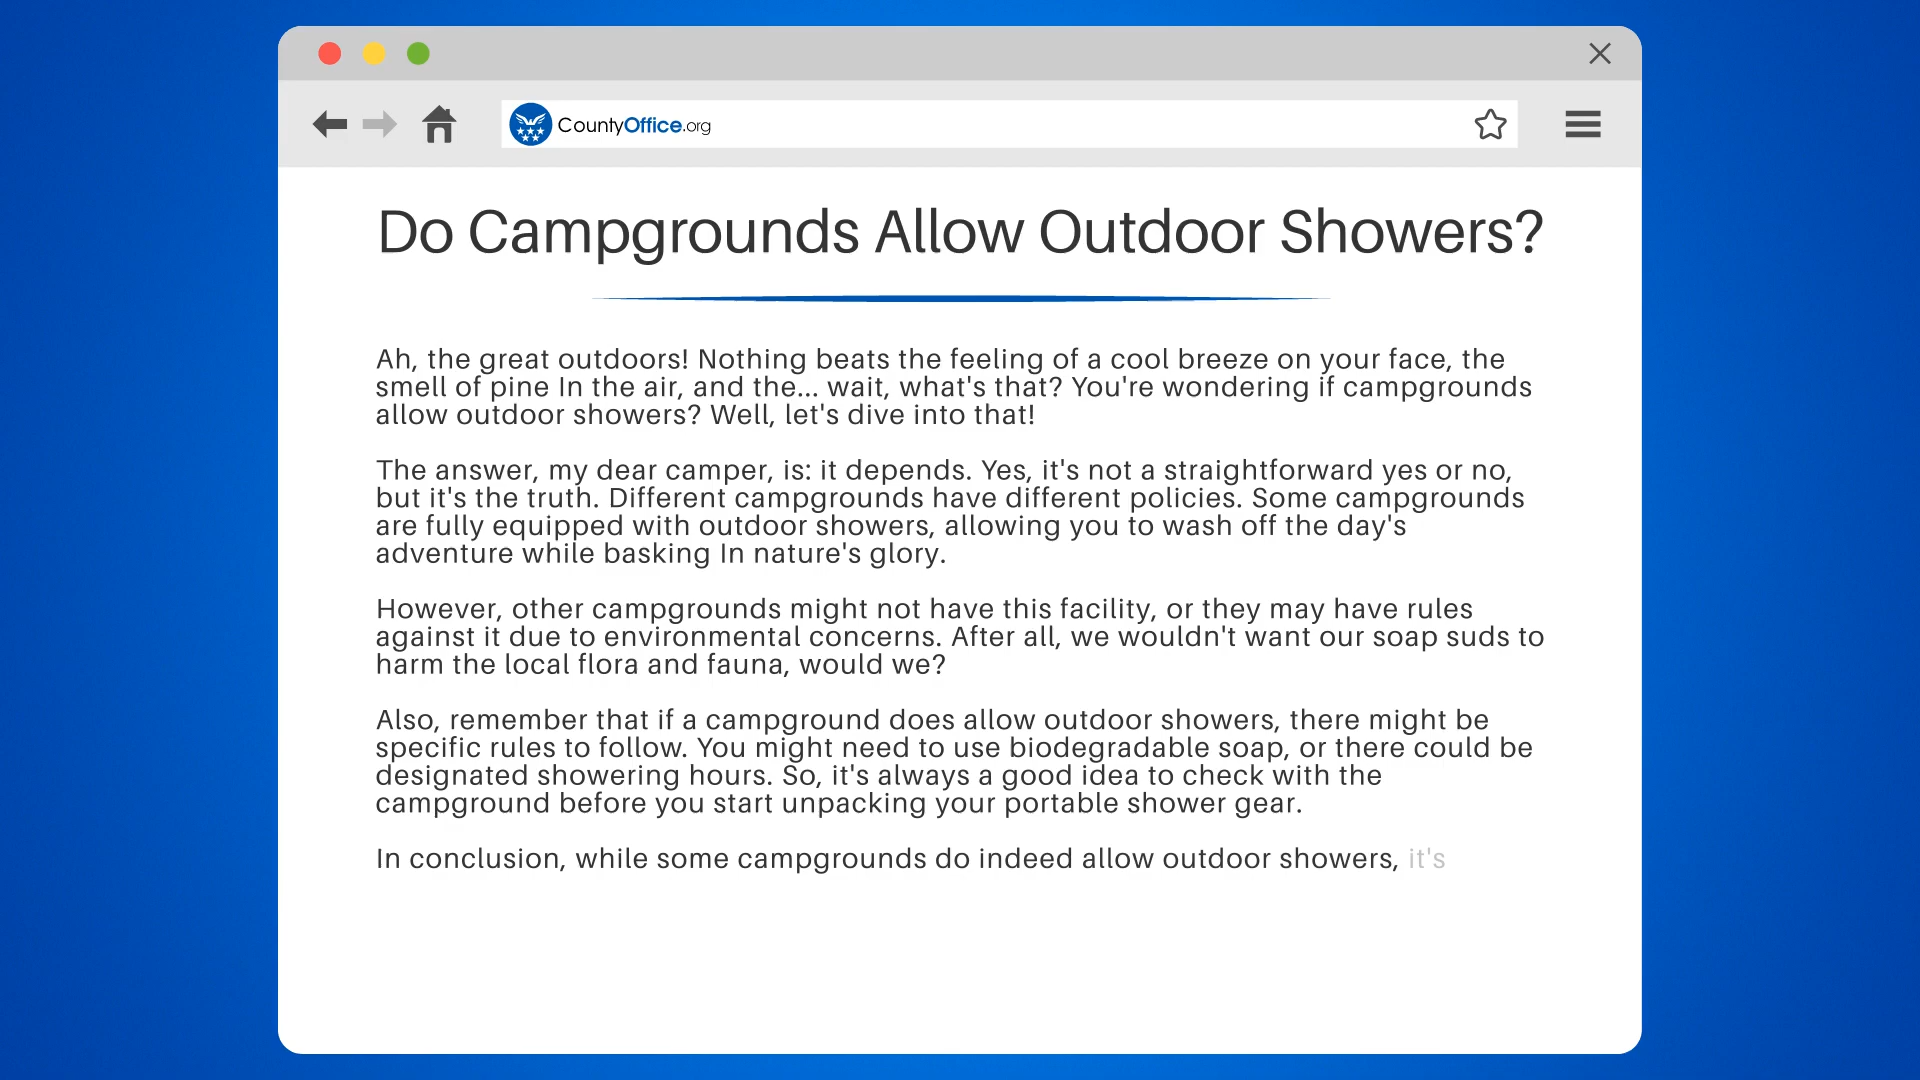 CountyOffice.org
Do Campgrounds Allow Outdoor Showers?
Ah, the great outdoors! Nothing beats the feeling of a cool breeze on your face, the
smell of pine In the air, and the... wait, what's that? You're wondering if campgrounds
allow outdoor showers? Well, let's dive into that!
The answer, my dear camper, is: it depends. Yes, it's not a straightforward yes or no,
but it's the truth. Different campgrounds have different policies. Some campgrounds
are fully equipped with outdoor showers, allowing you to wash off the day's
adventure while basking In nature's glory.
However, other campgrounds might not have this facility, or they may have rules
against it due to environmental concerns. After all, we wouldn't want our soap suds to
harm the local flora and fauna, would we?
Also, remember that if a campground does allow outdoor showers, there might be
specific rules to follow. You might need to use biodegradable soap, or there could be
designated showering hours. So, it's always a good idea to check with the
campground before you start unpacking your portable shower gear.
In conclusion, while some campgrounds do indeed allow outdoor showers, it's